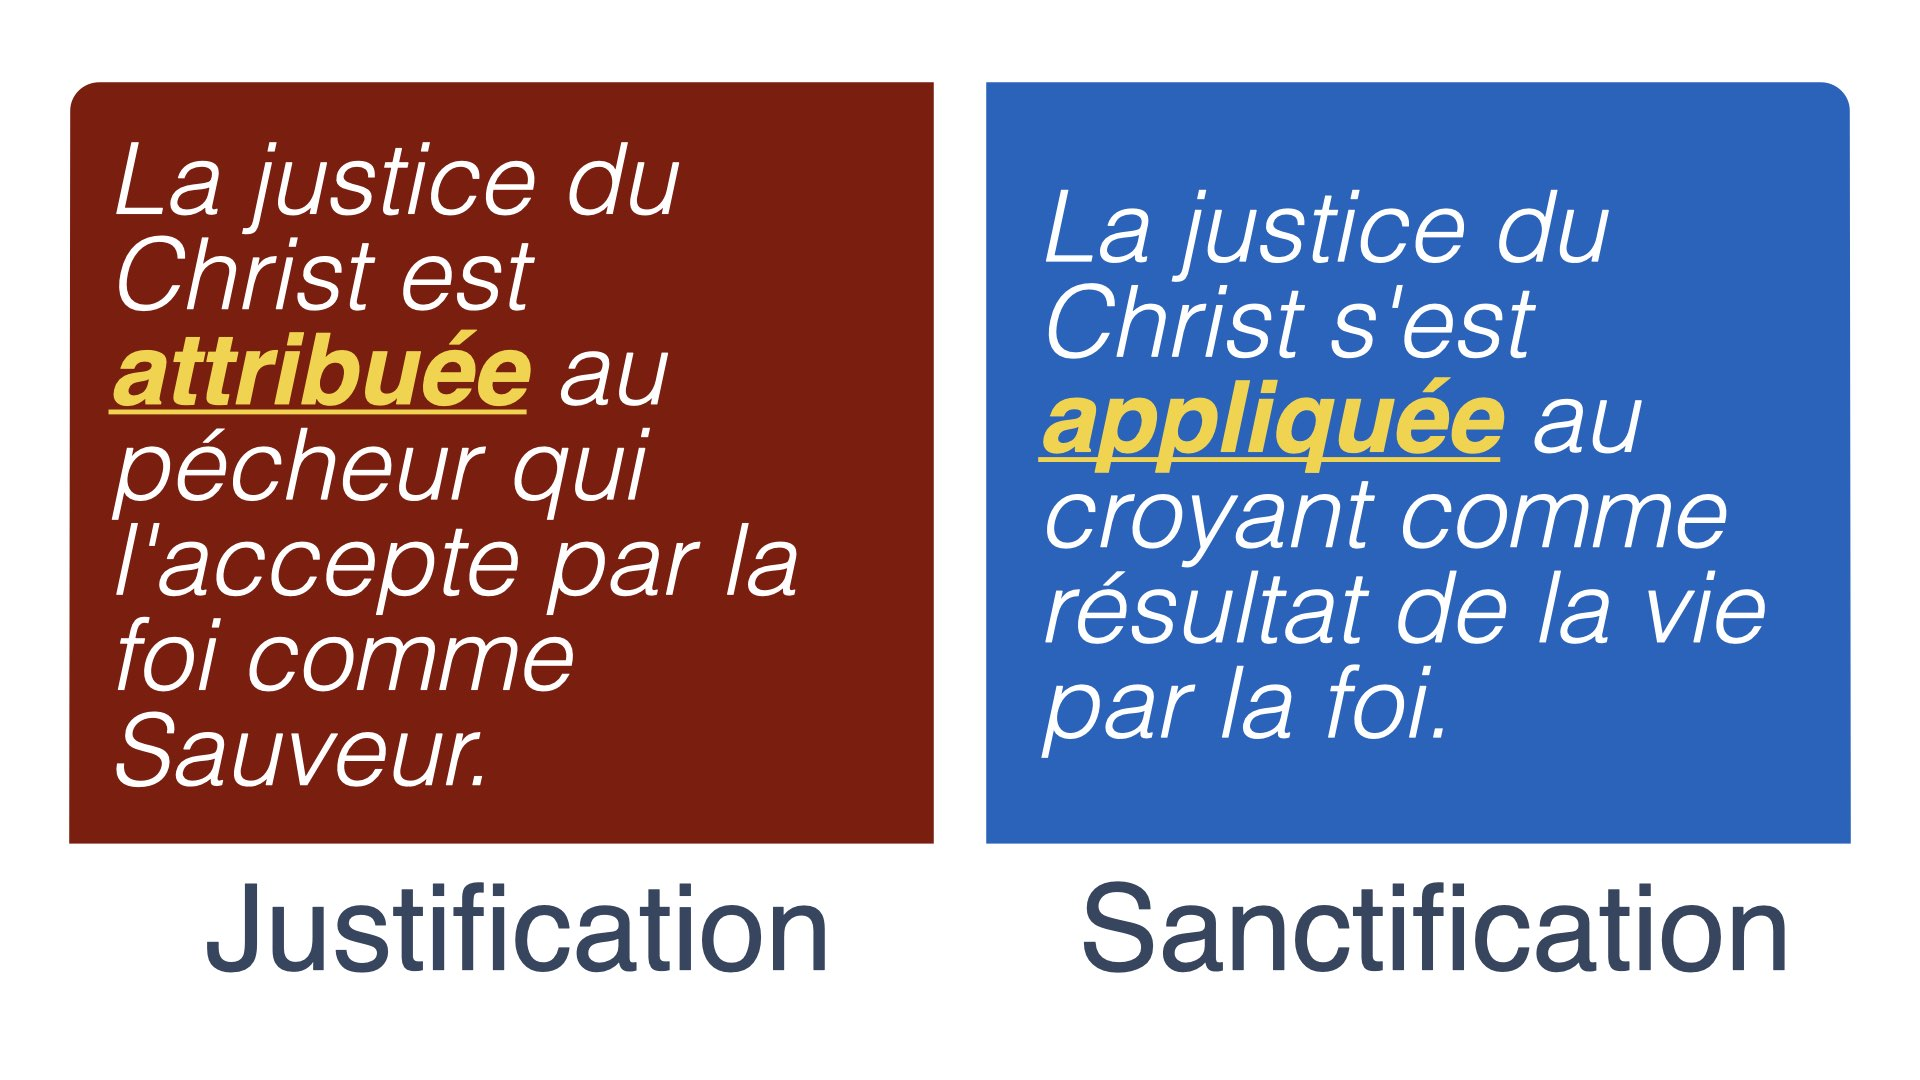 La justice du
Christ est
attribuée au
pécheur qui
l'accepte par la
foi comme
Sauveur.
Justification
La justice du
Christ s'est
appliquée au
croyant comme
résultat de la vie
par la foi.
Sanctification